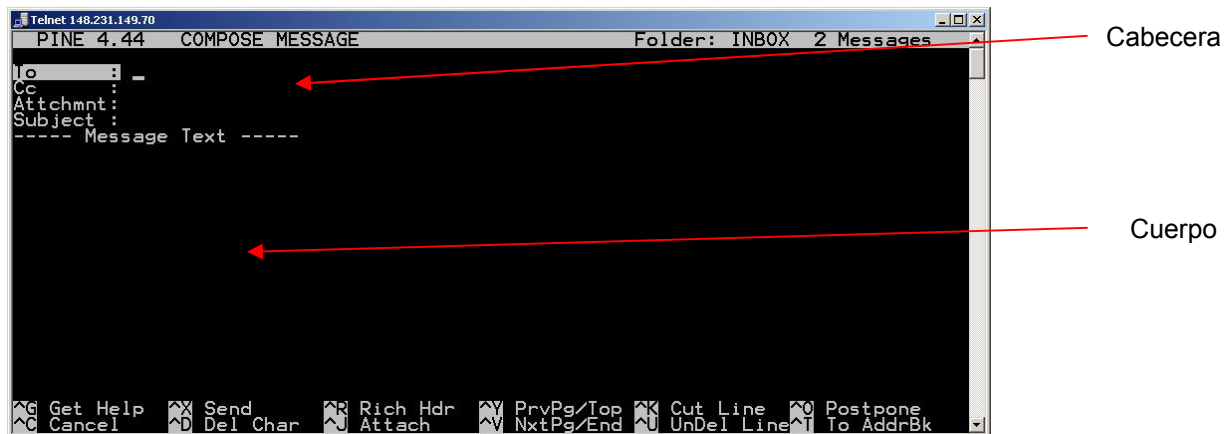 Telnet 148.231.149.70
PINE 4.44 COMPOSE MESSAGE Folder: INBOX 2 Messages
Cabecera
To :
Cc :
Attchmnt:
Subject :
----- Message Text -----
Cuerpo
^G Get Help ^X Send ^R Rich Hdr ^Y PrvPg/Top ^K Cut Line ^O Postpone
^C Cancel ^D Del Char ^J Attach ^V NxtPg/End ^U UnDel Line ^T To AddrBk